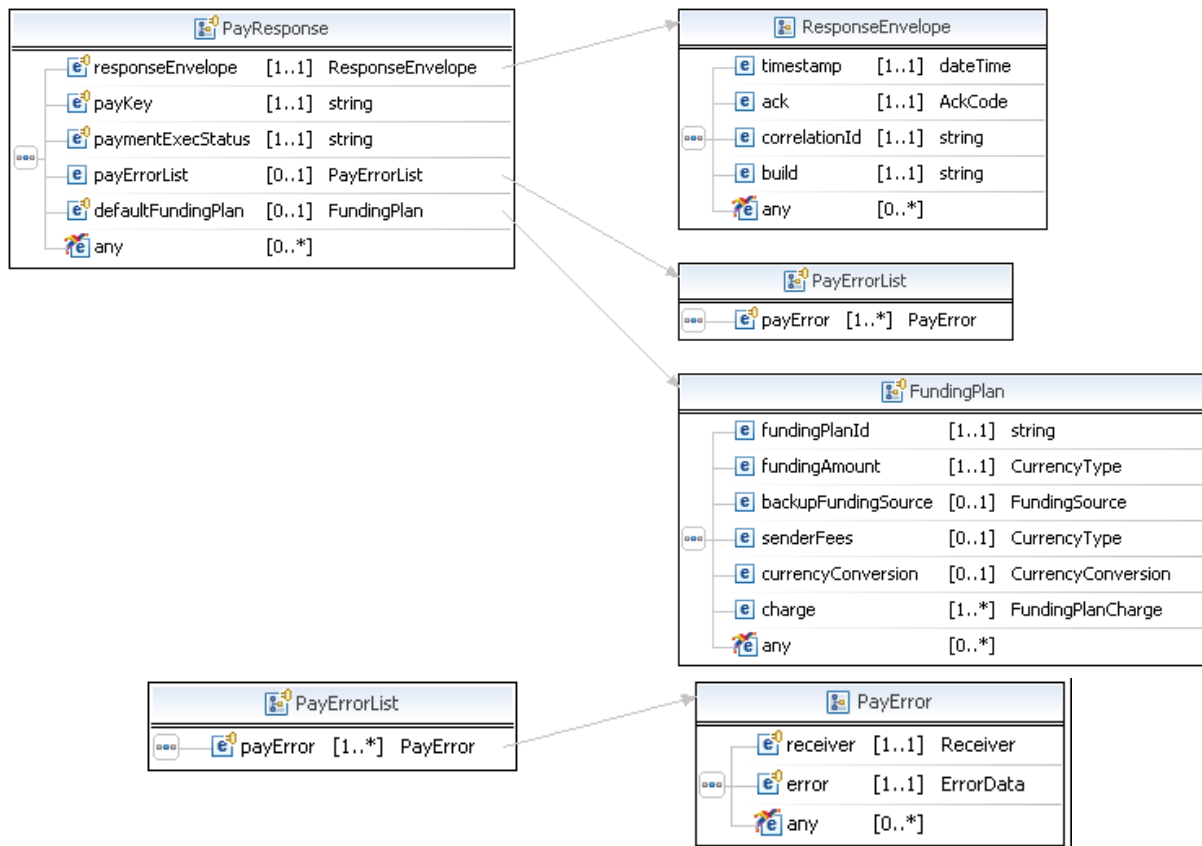 PayResponse
responseEnvelope [1..1] ResponseEnvelope
payKey [1..1] string
paymentExecStatus [1..1] string
payErrorList [0..1] PayErrorList
defaultFundingPlan [0..1] FundingPlan
any [0..*]
ResponseEnvelope
timestamp [1..1] dateTime
ack [1..1] AckCode
correlationId [1..1] string
build [1..1] string
any [0..*]
PayErrorList
payError [1..*] PayError
FundingPlan
fundingPlanId [1..1] string
fundingAmount [1..1] CurrencyType
backupFundingSource [0..1] FundingSource
senderFees [0..1] CurrencyType
currencyConversion [0..1] CurrencyConversion
charge [1..*] FundingPlanCharge
any [0..*]
PayErrorList
payError [1..*] PayError
PayError
receiver [1..1] Receiver
error [1..1] ErrorData
any [0..*]